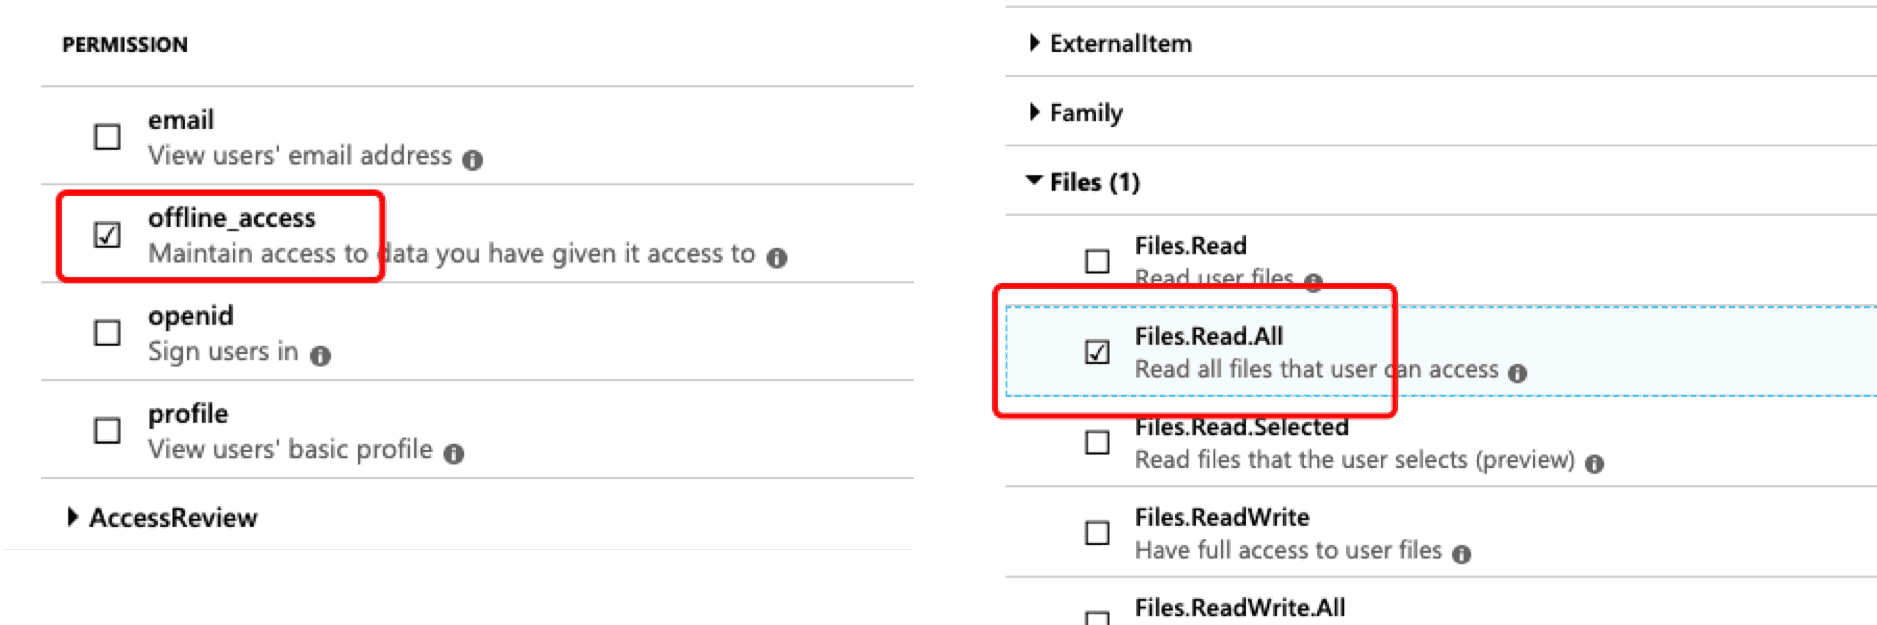 PERMISSION
email
View users' email address
offline_access
Maintain access to data you have given it access to
openid
Sign users in
profile
View users' basic profile
AccessReview
ExternalItem
Family
Files (1)
Files.Read
Read user files
Files.Read.All
Read all files that user can access
Files.Read.Selected
Read files that the user selects (preview)
Files.ReadWrite
Have full access to user files
Files.ReadWrite.All